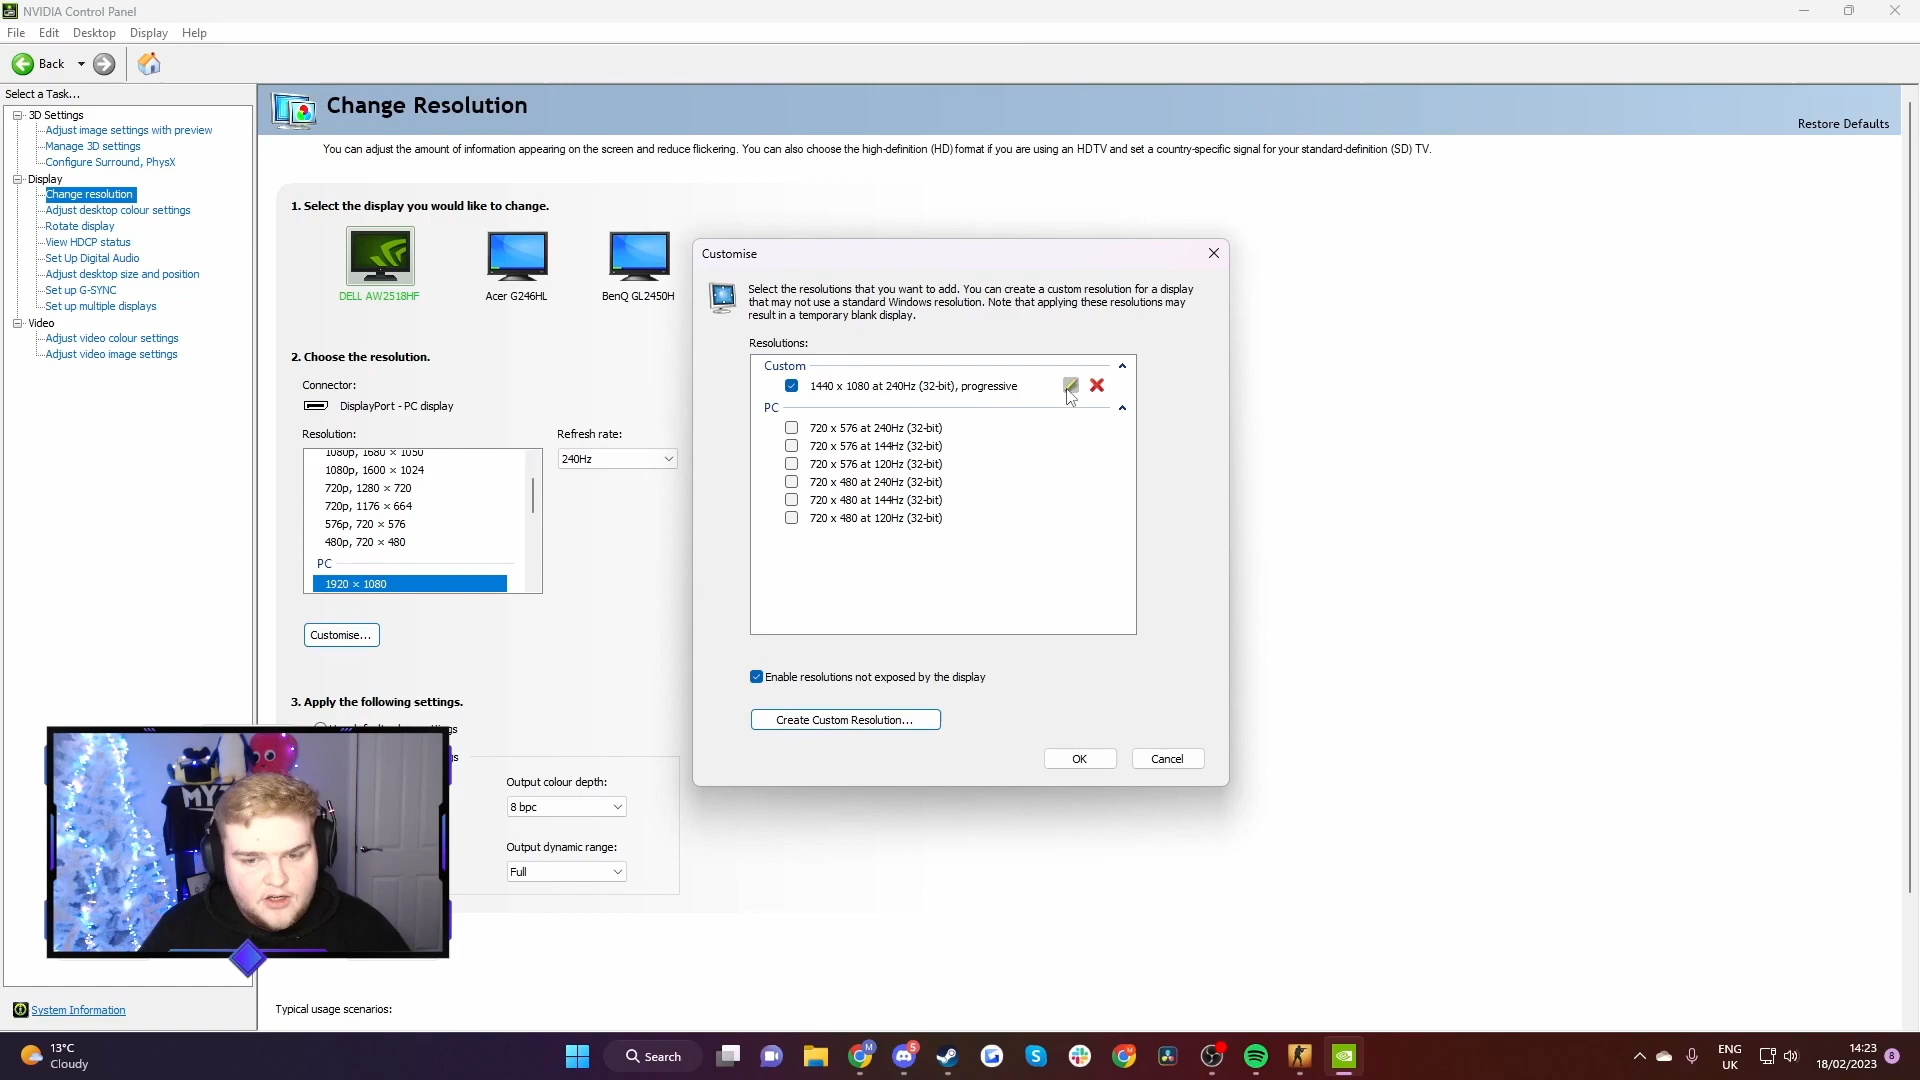 NVIDIA Control Panel
File Edit Desktop Display Help
Back
Select a Task...
3D Settings
Adjust image settings with preview
Manage 3D settings
Configure Surround, PhysX
Display
Change resolution
Adjust desktop colour settings
Rotate display
View HDCP status
Set Up Digital Audio
Adjust desktop size and position
Set up G-SYNC
Set up multiple displays
Video
Adjust video colour settings
Adjust video image settings
System Information
Change Resolution
Restore Defaults
You can adjust the amount of information appearing on the screen and reduce flickering. You can also choose the high-definition (HD) format if you are using an HDTV and set a country-specific signal for your standard-definition (SD) TV.
1. Select the display you would like to change.
DELL AW2518HF
Acer G246HL
BenQ GL2450H
2. Choose the resolution.
Connector:
DisplayPort - PC display
Resolution:
Refresh rate:
240Hz
1080p, 1680 × 1050
1080p, 1600 × 1024
720p, 1280 × 720
720p, 1176 × 664
576p, 720 × 576
480p, 720 × 480
PC
1920 × 1080
Customise...
3. Apply the following settings.
Output colour depth:
8 bpc
Output dynamic range:
Full
Typical usage scenarios:
Customise
Select the resolutions that you want to add. You can create a custom resolution for a display
that may not use a standard Windows resolution. Note that applying these resolutions may
result in a temporary blank display.
Resolutions:
Custom
1440 x 1080 at 240Hz (32-bit), progressive
PC
720 x 576 at 240Hz (32-bit)
720 x 576 at 144Hz (32-bit)
720 x 576 at 120Hz (32-bit)
720 x 480 at 240Hz (32-bit)
720 x 480 at 144Hz (32-bit)
720 x 480 at 120Hz (32-bit)
Enable resolutions not exposed by the display
Create Custom Resolution...
OK
Cancel
13°C
Cloudy
Search
M
5
ENG
UK
14:23
18/02/2023
8